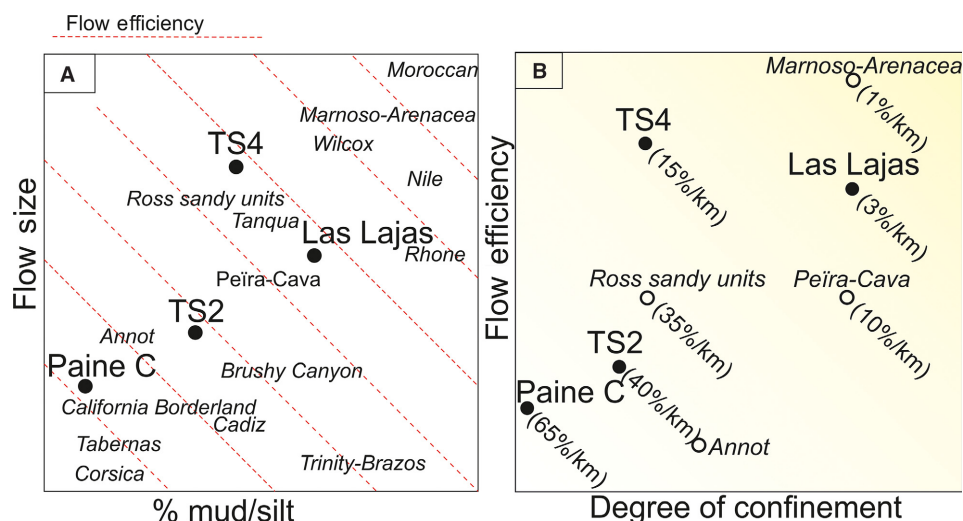 Flow efficiency
A
Moroccan
Marnoso-Arenacea
Wilcox
TS4
Nile
Ross sandy units
Tanqua
Las Lajas
Rhone
Peïra-Cava
TS2
Annot
Paine C
Brushy Canyon
California Borderland
Cadiz
Tabernas
Trinity-Brazos
Corsica
Flow size
% mud/silt
B
Marnoso-Arenacea
(1%/km)
TS4
(15%/km)
Las Lajas
(3%/km)
Ross sandy units
(35%/km)
Peïra-Cava
(10%/km)
TS2
(40%/km)
Paine C
(65%/km)
Annot
Flow efficiency
Degree of confinement